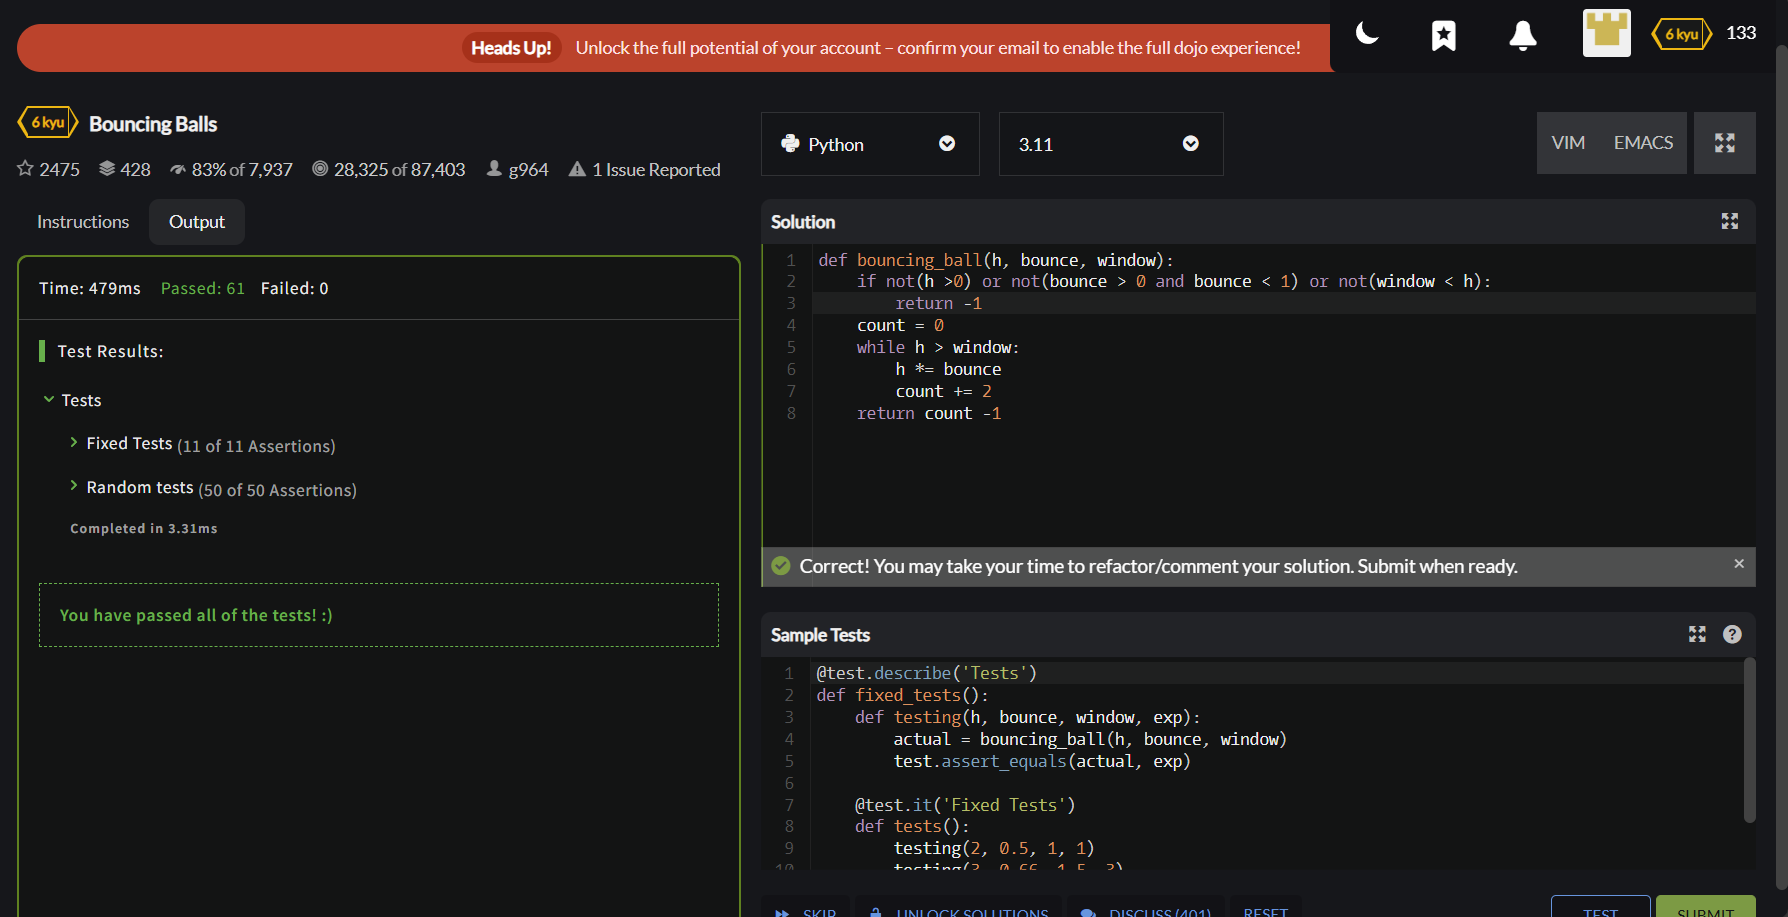 Heads Up! Unlock the full potential of your account – confirm your email to enable the full dojo experience!
6 kyu 133
6 kyu Bouncing Balls
2475 428 83% of 7,937 28,325 of 87,403 g964 1 Issue Reported
Instructions Output
Time: 479ms Passed: 61 Failed: 0
Test Results:
Tests
Fixed Tests (11 of 11 Assertions)
Random tests (50 of 50 Assertions)
Completed in 3.31ms
You have passed all of the tests! :)
Python 3.11 VIM EMACS
Solution
1 def bouncing_ball(h, bounce, window):
2 if not(h >0) or not(bounce > 0 and bounce < 1) or not(window < h):
3 return -1
4 count = 0
5 while h > window:
6 h *= bounce
7 count += 2
8 return count -1
Correct! You may take your time to refactor/comment your solution. Submit when ready.
Sample Tests
1 @test.describe('Tests')
2 def fixed_tests():
3 def testing(h, bounce, window, exp):
4 actual = bouncing_ball(h, bounce, window)
5 test.assert_equals(actual, exp)
6
7 @test.it('Fixed Tests')
8 def tests():
9 testing(2, 0.5, 1, 1)
10 testing(3, 0.66, 1.5, 3)
SKIP UNLOCK SOLUTIONS DISCUSS (401) RESET TEST SUBMIT